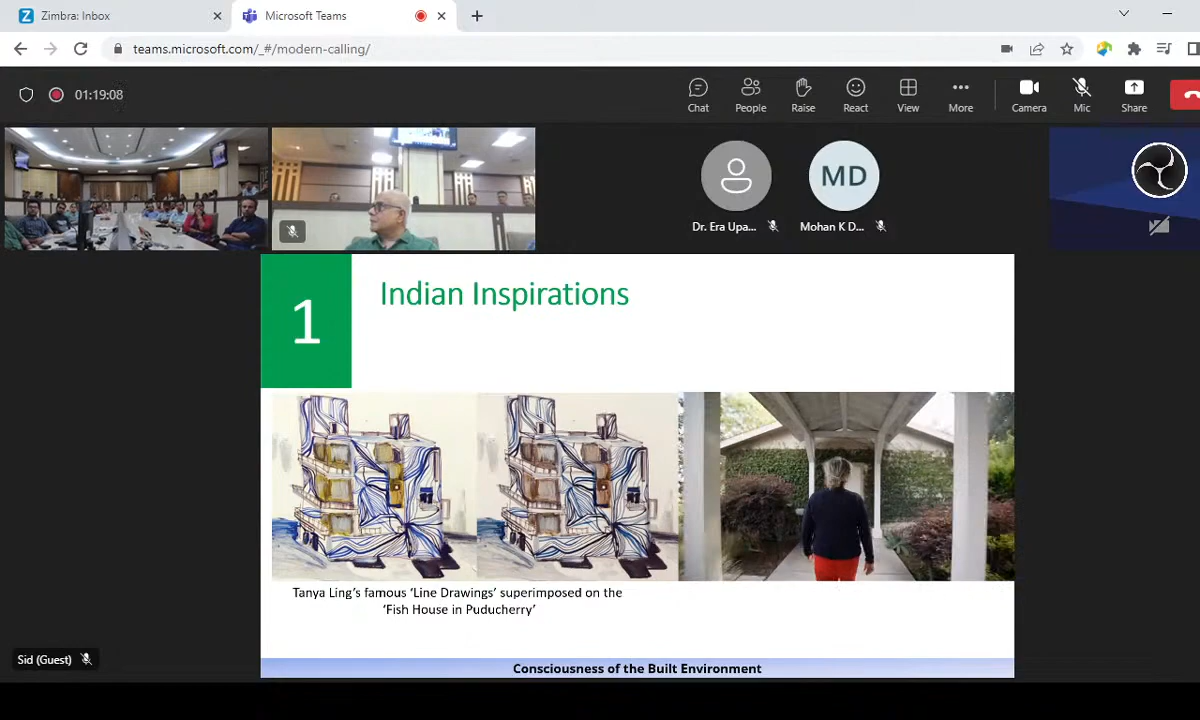 Zimbra: Inbox
Microsoft Teams
teams.microsoft.com/_#/modern-calling/
01:19:08
Chat
People
Raise
React
View
More
Camera
Mic
Share
MD
Dr. Era Upa...
Mohan K D...
1
Indian Inspirations
Tanya Ling's famous 'Line Drawings' superimposed on the
'Fish House in Puducherry'
Sid (Guest)
Consciousness of the Built Environment